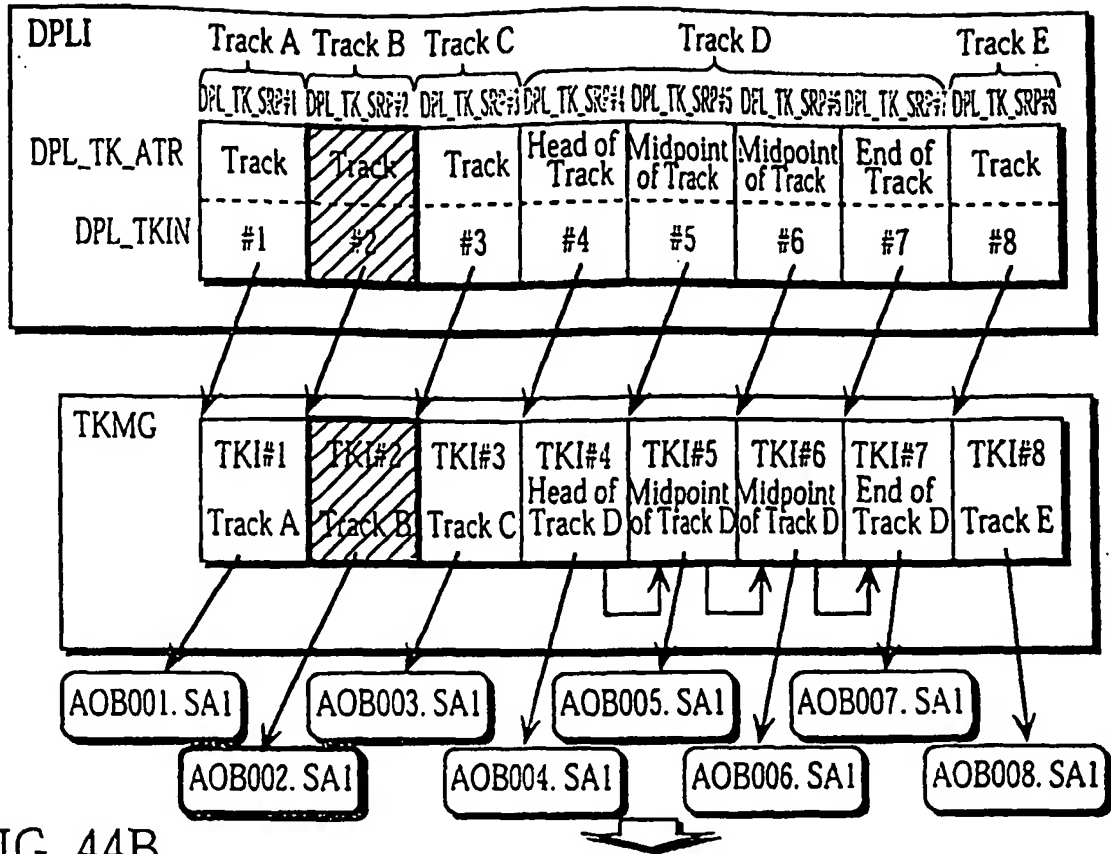 DPLI
Track A Track B Track C Track D Track E
DPL_TK_SRP#1 DPL_TK_SRP#2 DPL_TK_SRP#3 DPL_TK_SRP#4 DPL_TK_SRP#5 DPL_TK_SRP#6 DPL_TK_SRP#7 DPL_TK_SRP#8
DPL_TK_ATR Track Track Track Head of Track Midpoint of Track Midpoint of Track End of Track Track
DPL_TKIN #1 #2 #3 #4 #5 #6 #7 #8
TKMG
TKI#1 TKI#2 TKI#3 TKI#4 TKI#5 TKI#6 TKI#7 TKI#8
Track A Track B Track C Head of Track D Midpoint of Track D Midpoint of Track D End of Track D Track E
AOB001. SA1 AOB003. SA1 AOB005. SA1 AOB007. SA1
AOB002. SA1 AOB004. SA1 AOB006. SA1 AOB008. SA1
IG. 44B